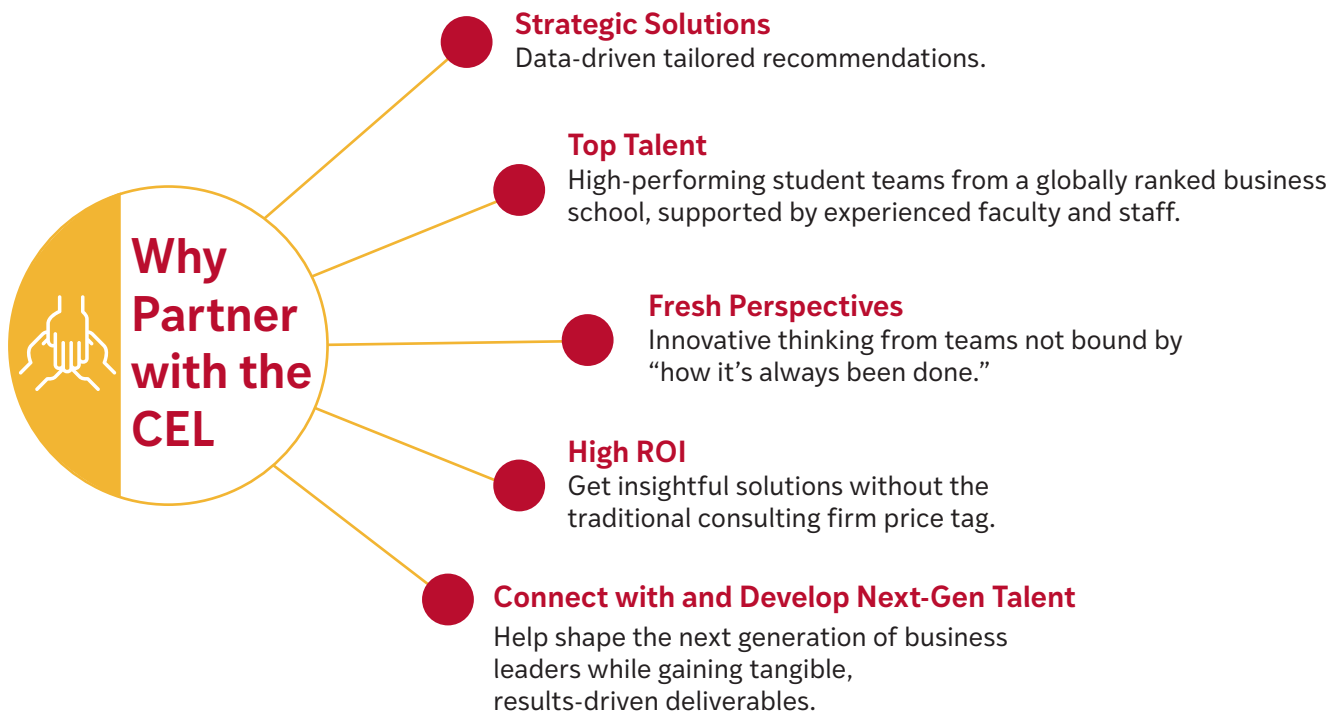 Why
Partner
with the
CEL
Strategic Solutions
Data-driven tailored recommendations.
Top Talent
High-performing student teams from a globally ranked business
school, supported by experienced faculty and staff.
Fresh Perspectives
Innovative thinking from teams not bound by
“how it’s always been done.”
High ROI
Get insightful solutions without the
traditional consulting firm price tag.
Connect with and Develop Next-Gen Talent
Help shape the next generation of business
leaders while gaining tangible,
results-driven deliverables.